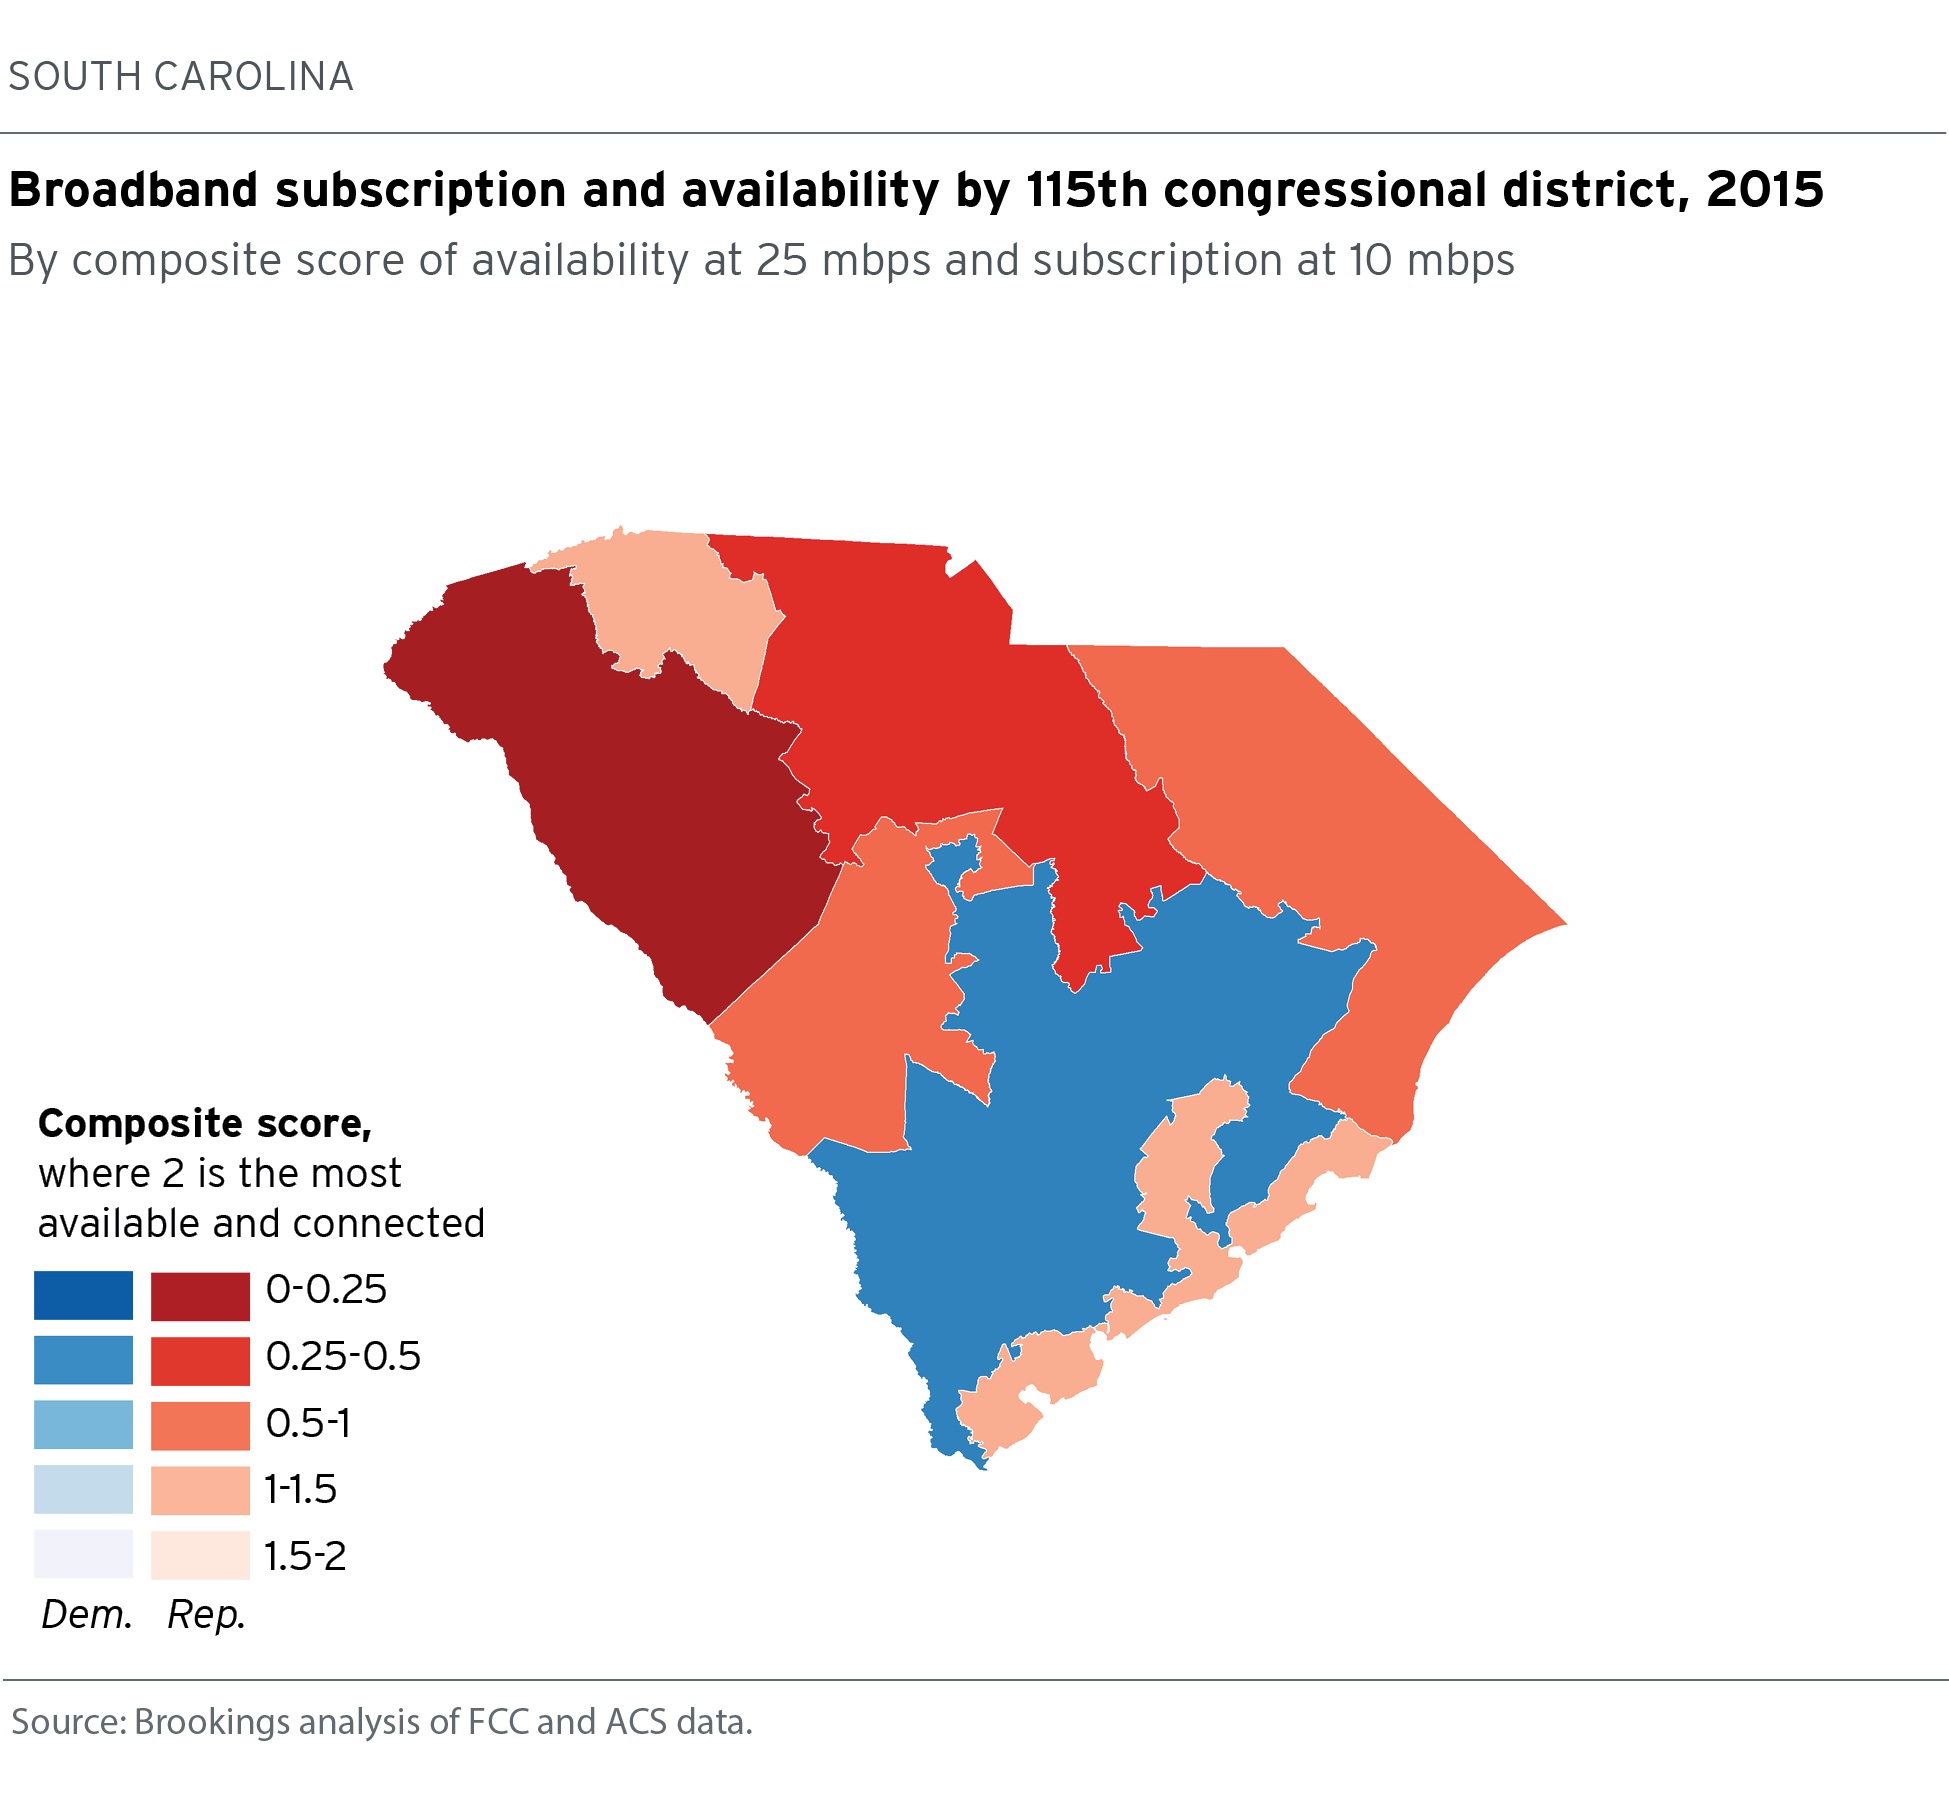 SOUTH CAROLINA
Broadband subscription and availability by 115th congressional district, 2015
By composite score of availability at 25 mbps and subscription at 10 mbps
Composite score,
where 2 is the most
available and connected
0-0.25
0.25-0.5
0.5-1
1-1.5
1.5-2
Dem. Rep.
Source: Brookings analysis of FCC and ACS data.